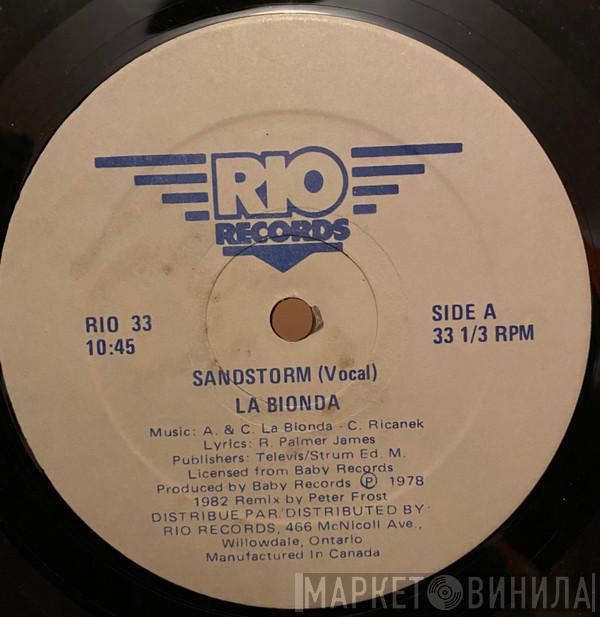 RIO
RECORDS
RIO 33
10:45
SIDE A
33 1/3 RPM
SANDSTORM (Vocal)
LA BIONDA
Music: A. & C. La Bionda - C. Ricanek
Lyrics: R. Palmer James
Publishers: Televis/Strum Ed. M.
Licensed from Baby Records
Produced by Baby Records Ⓟ 1978
1982 Remix by Peter Frost
DISTRIBUE PAR/DISTRIBUTED BY:
RIO RECORDS, 466 McNicoll Ave.,
Willowdale, Ontario
Manufactured In Canada
МАРКЕТ ВИНИЛА